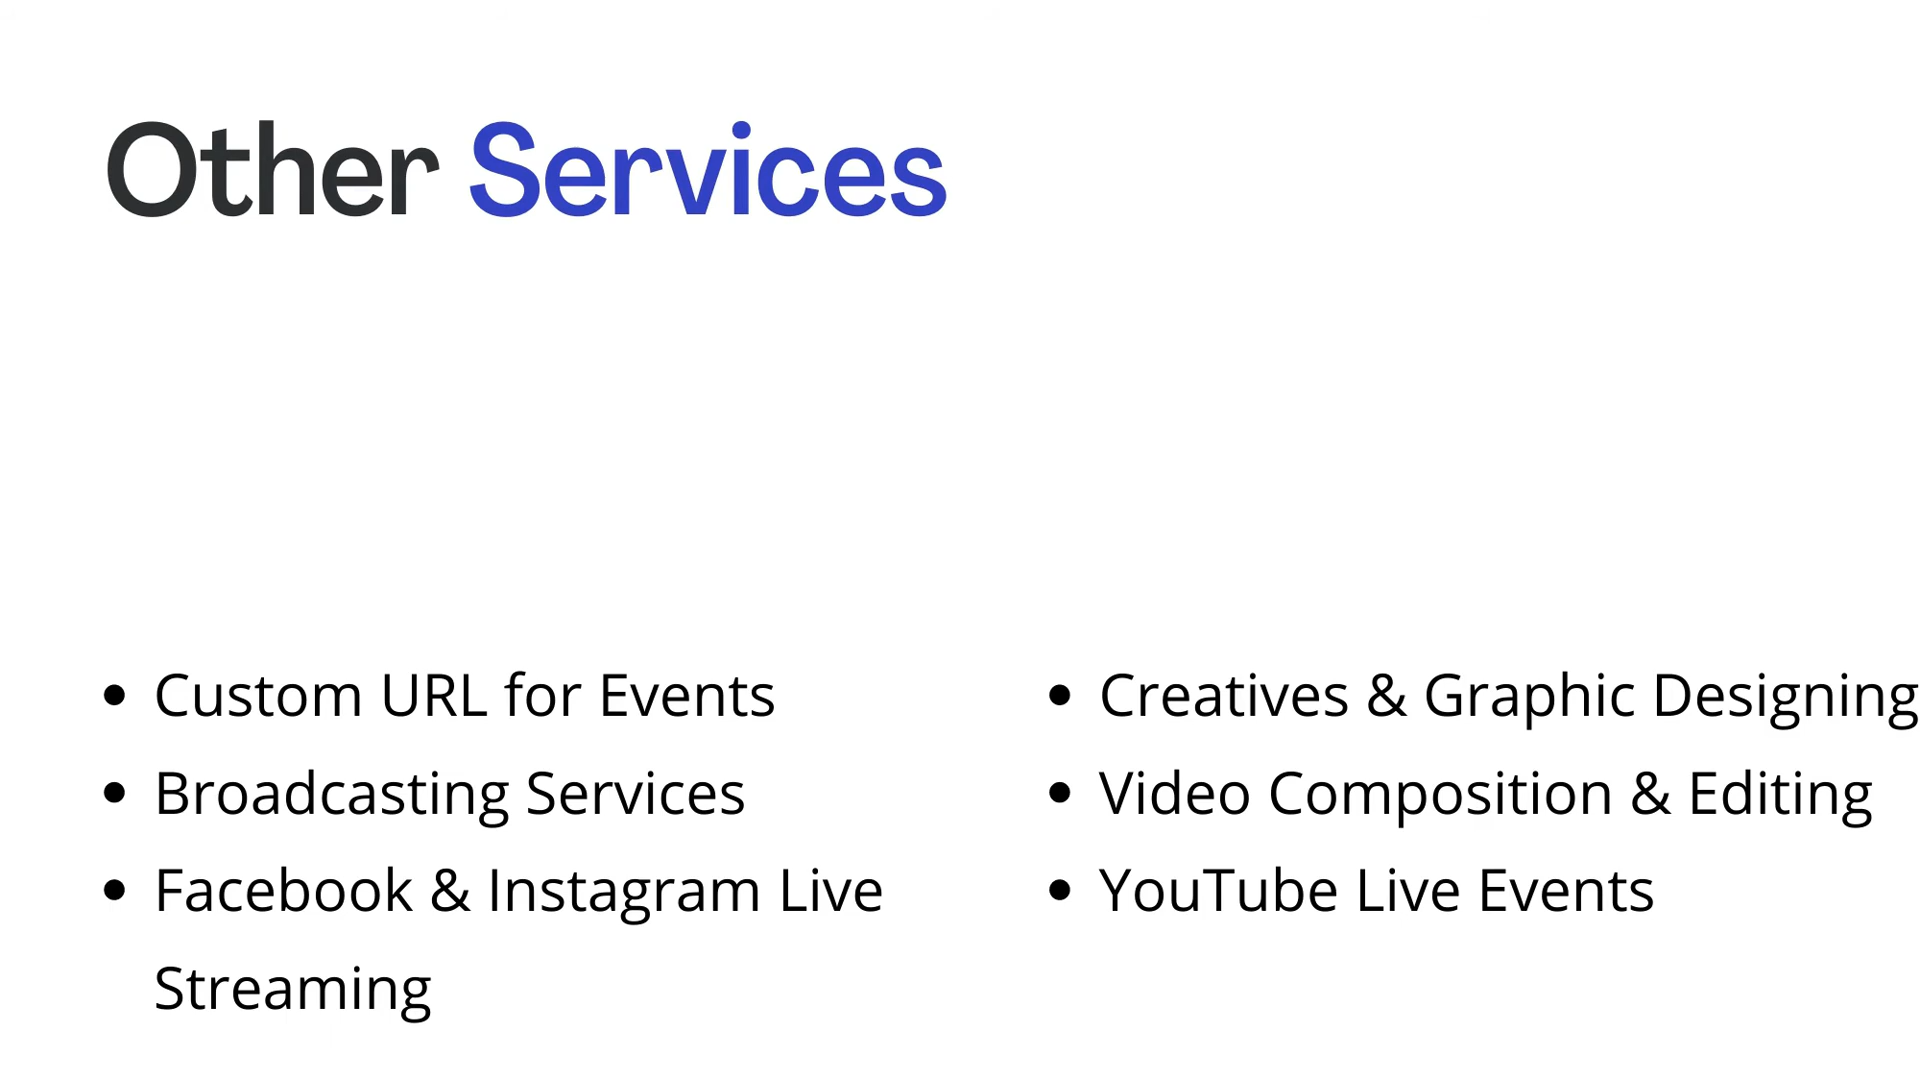 Other Services
• Custom URL for Events
• Broadcasting Services
• Facebook & Instagram Live
Streaming
• Creatives & Graphic Designing
• Video Composition & Editing
• YouTube Live Events